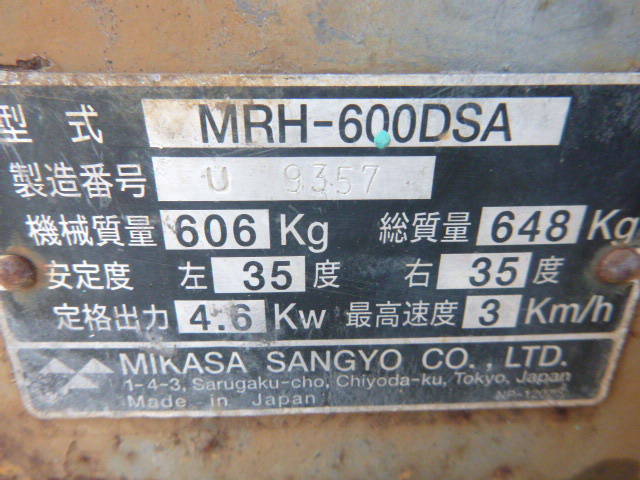 型式 MRH-600DSA
製造番号 U 9357
機械質量 606 Kg 総質量 648 Kg
安定度 左 35 度 右 35 度
定格出力 4.6 Kw 最高速度 3 Km/h
MIKASA SANGYO CO., LTD.
1-4-3, Sarugaku-cho, Chiyoda-ku, Tokyo, Japan
Made in Japan